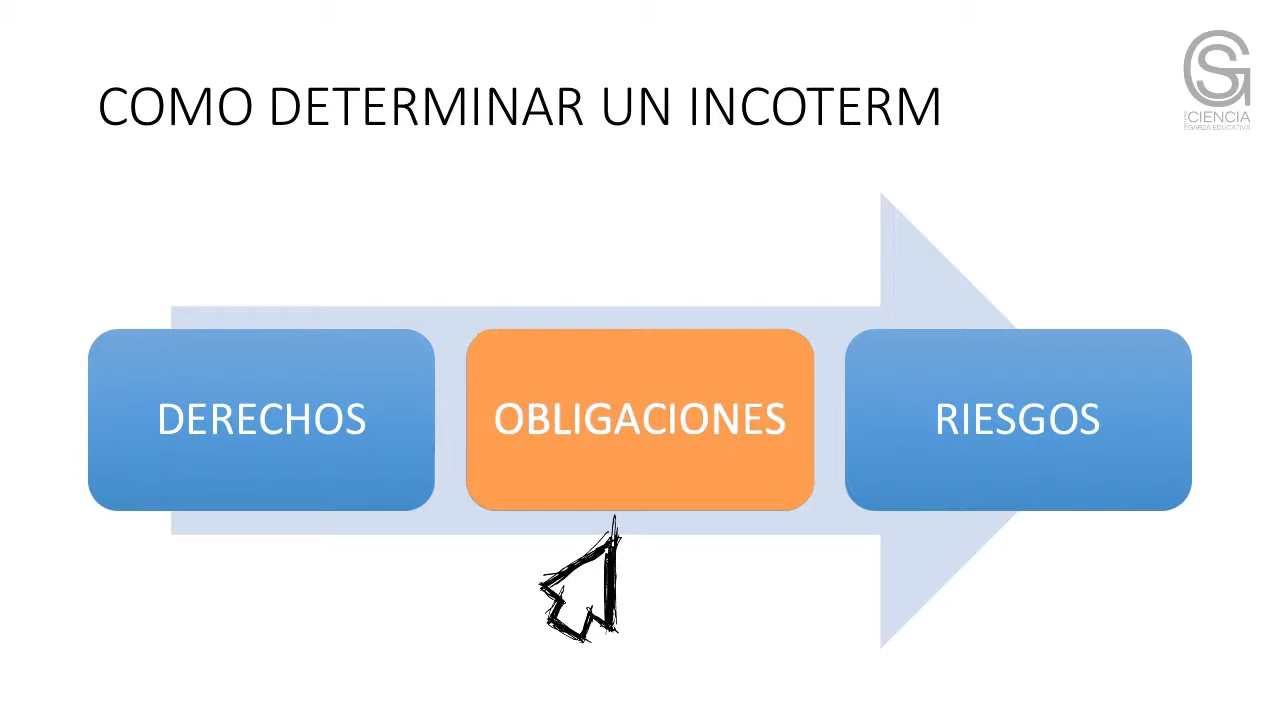 COMO DETERMINAR UN INCOTERM
CIENCIA
GARZA EDUCATIVA
DERECHOS
OBLIGACIONES
RIESGOS